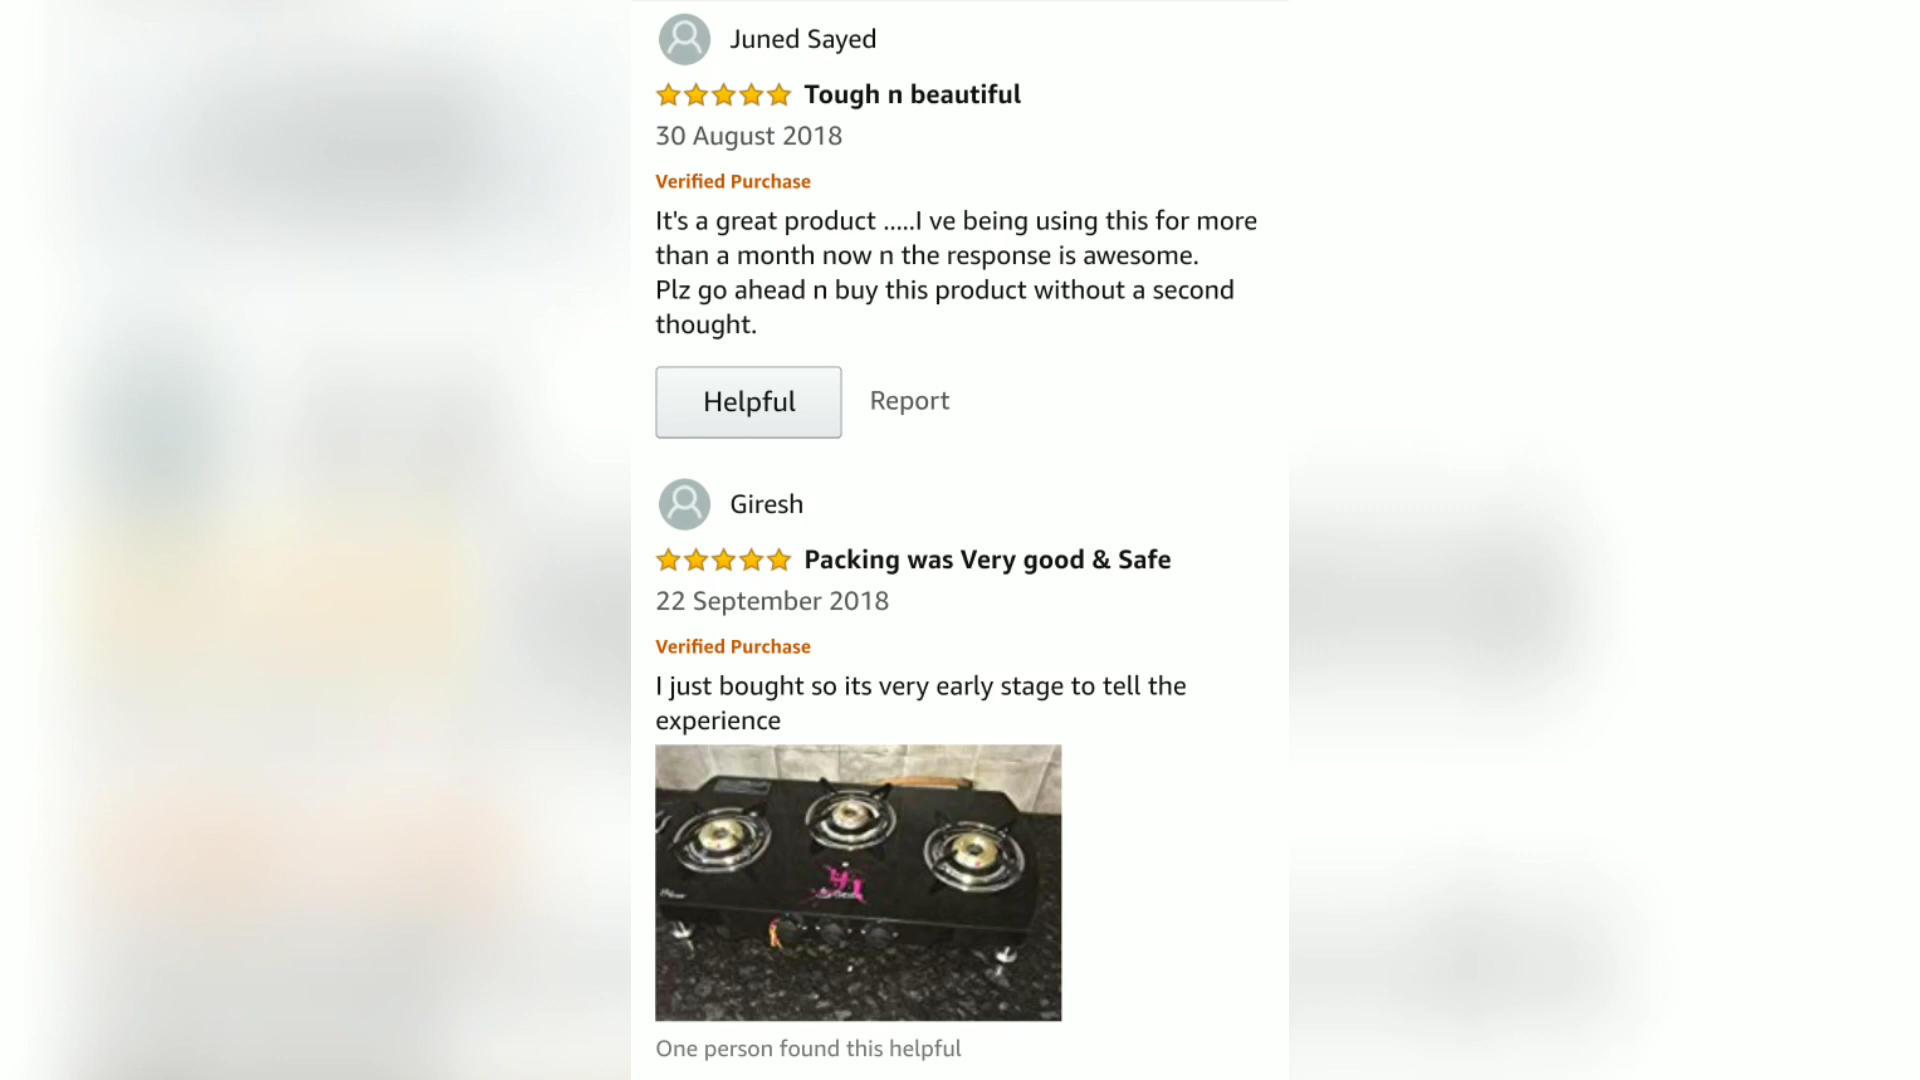 Juned Sayed
Tough n beautiful
30 August 2018
Verified Purchase
It's a great product .....I ve being using this for more
than a month now n the response is awesome.
Plz go ahead n buy this product without a second
thought.
Helpful
Report
Giresh
Packing was Very good & Safe
22 September 2018
Verified Purchase
I just bought so its very early stage to tell the
experience
One person found this helpful